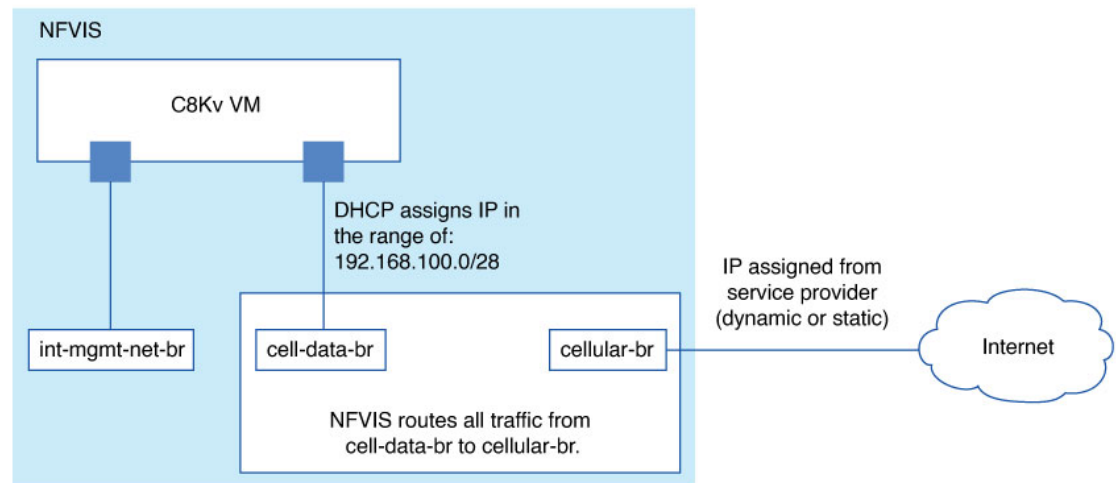 NFVIS
C8Kv VM
DHCP assigns IP in
the range of:
192.168.100.0/28
IP assigned from
service provider
(dynamic or static)
int-mgmt-net-br
cell-data-br
cellular-br
Internet
NFVIS routes all traffic from
cell-data-br to cellular-br.